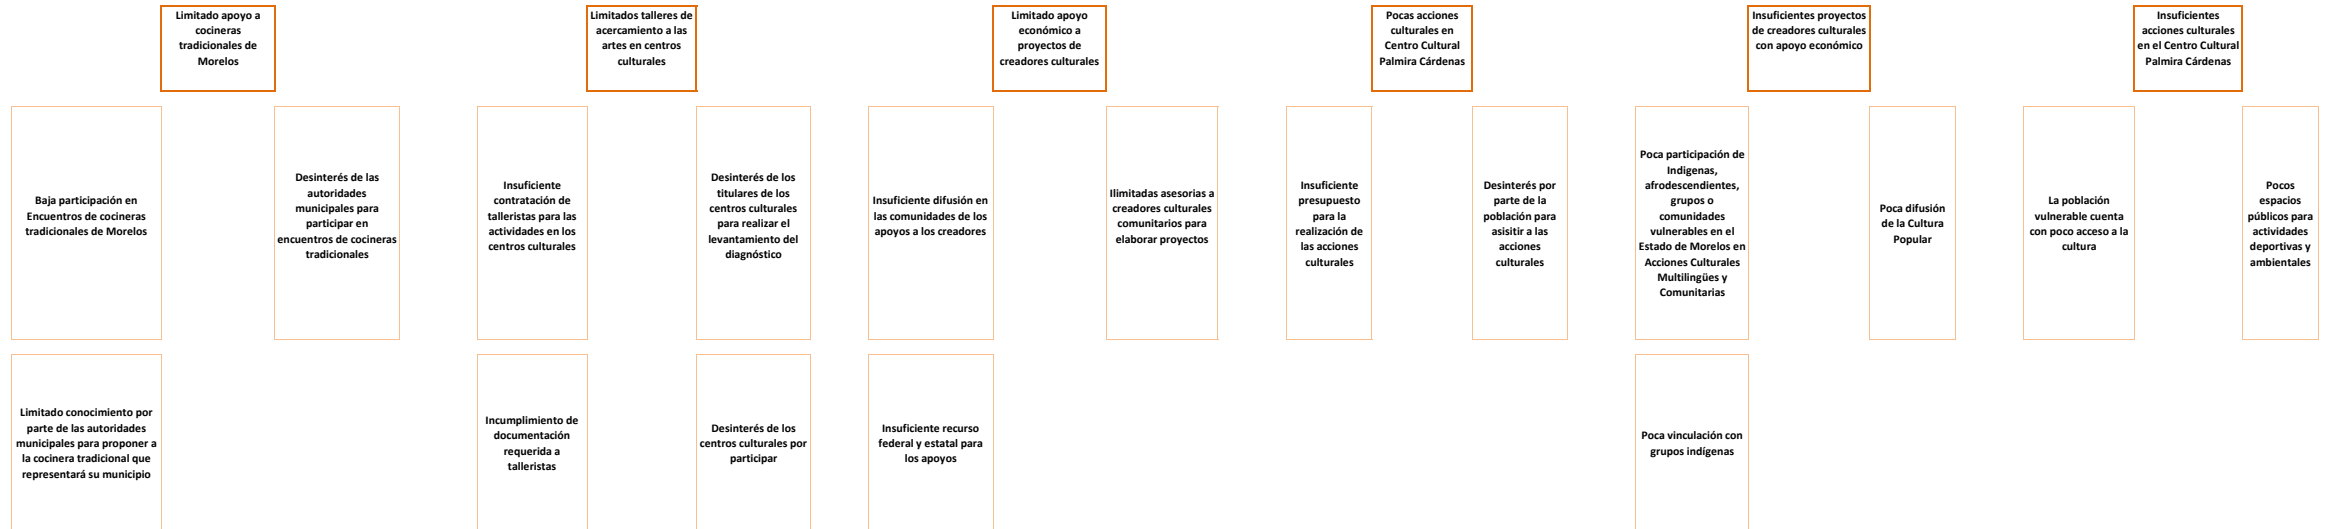 Limitado apoyo a
cocineras
tradicionales de
Morelos
Limitados talleres de
acercamiento a las
artes en centros
culturales
Limitado apoyo
económico a
proyectos de
creadores culturales
Pocas acciones
culturales en
Centro Cultural
Palmira Cárdenas
Insuficientes proyectos
de creadores culturales
con apoyo económico
Insuficientes
acciones culturales
en el Centro Cultural
Palmira Cárdenas
Baja participación en
Encuentros de cocineras
tradicionales de Morelos
Desinterés de las
autoridades
municipales para
participar en
encuentros de cocineras
tradicionales
Insuficiente
contratación de
talleristas para las
actividades en los
centros culturales
Desinterés de los
titulares de los
centros culturales
para realizar el
levantamiento del
diagnóstico
Insuficiente difusión en
las comunidades de los
apoyos a los creadores
Ilimitadas asesorias a
creadores culturales
comunitarios para
elaborar proyectos
Insuficiente
presupuesto
para la
realización de
las acciones
culturales
Desinterés por
parte de la
población para
asisitir a las
acciones
culturales
Poca participación de
Indigenas,
afrodescendientes,
grupos o
comunidades
vulnerables en el
Estado de Morelos en
Acciones Culturales
Multilingües y
Comunitarias
Poca difusión
de la Cultura
Popular
La población
vulnerable cuenta
con poco acceso a la
cultura
Pocos
espacios
públicos para
actividades
deportivas y
ambientales
Limitado conocimiento por
parte de las autoridades
municipales para proponer a
la cocinera tradicional que
representará su municipio
Incumplimiento de
documentación
requerida a
talleristas
Desinterés de los
centros culturales por
participar
Insuficiente recurso
federal y estatal para
los apoyos
Poca vinculación con
grupos indígenas